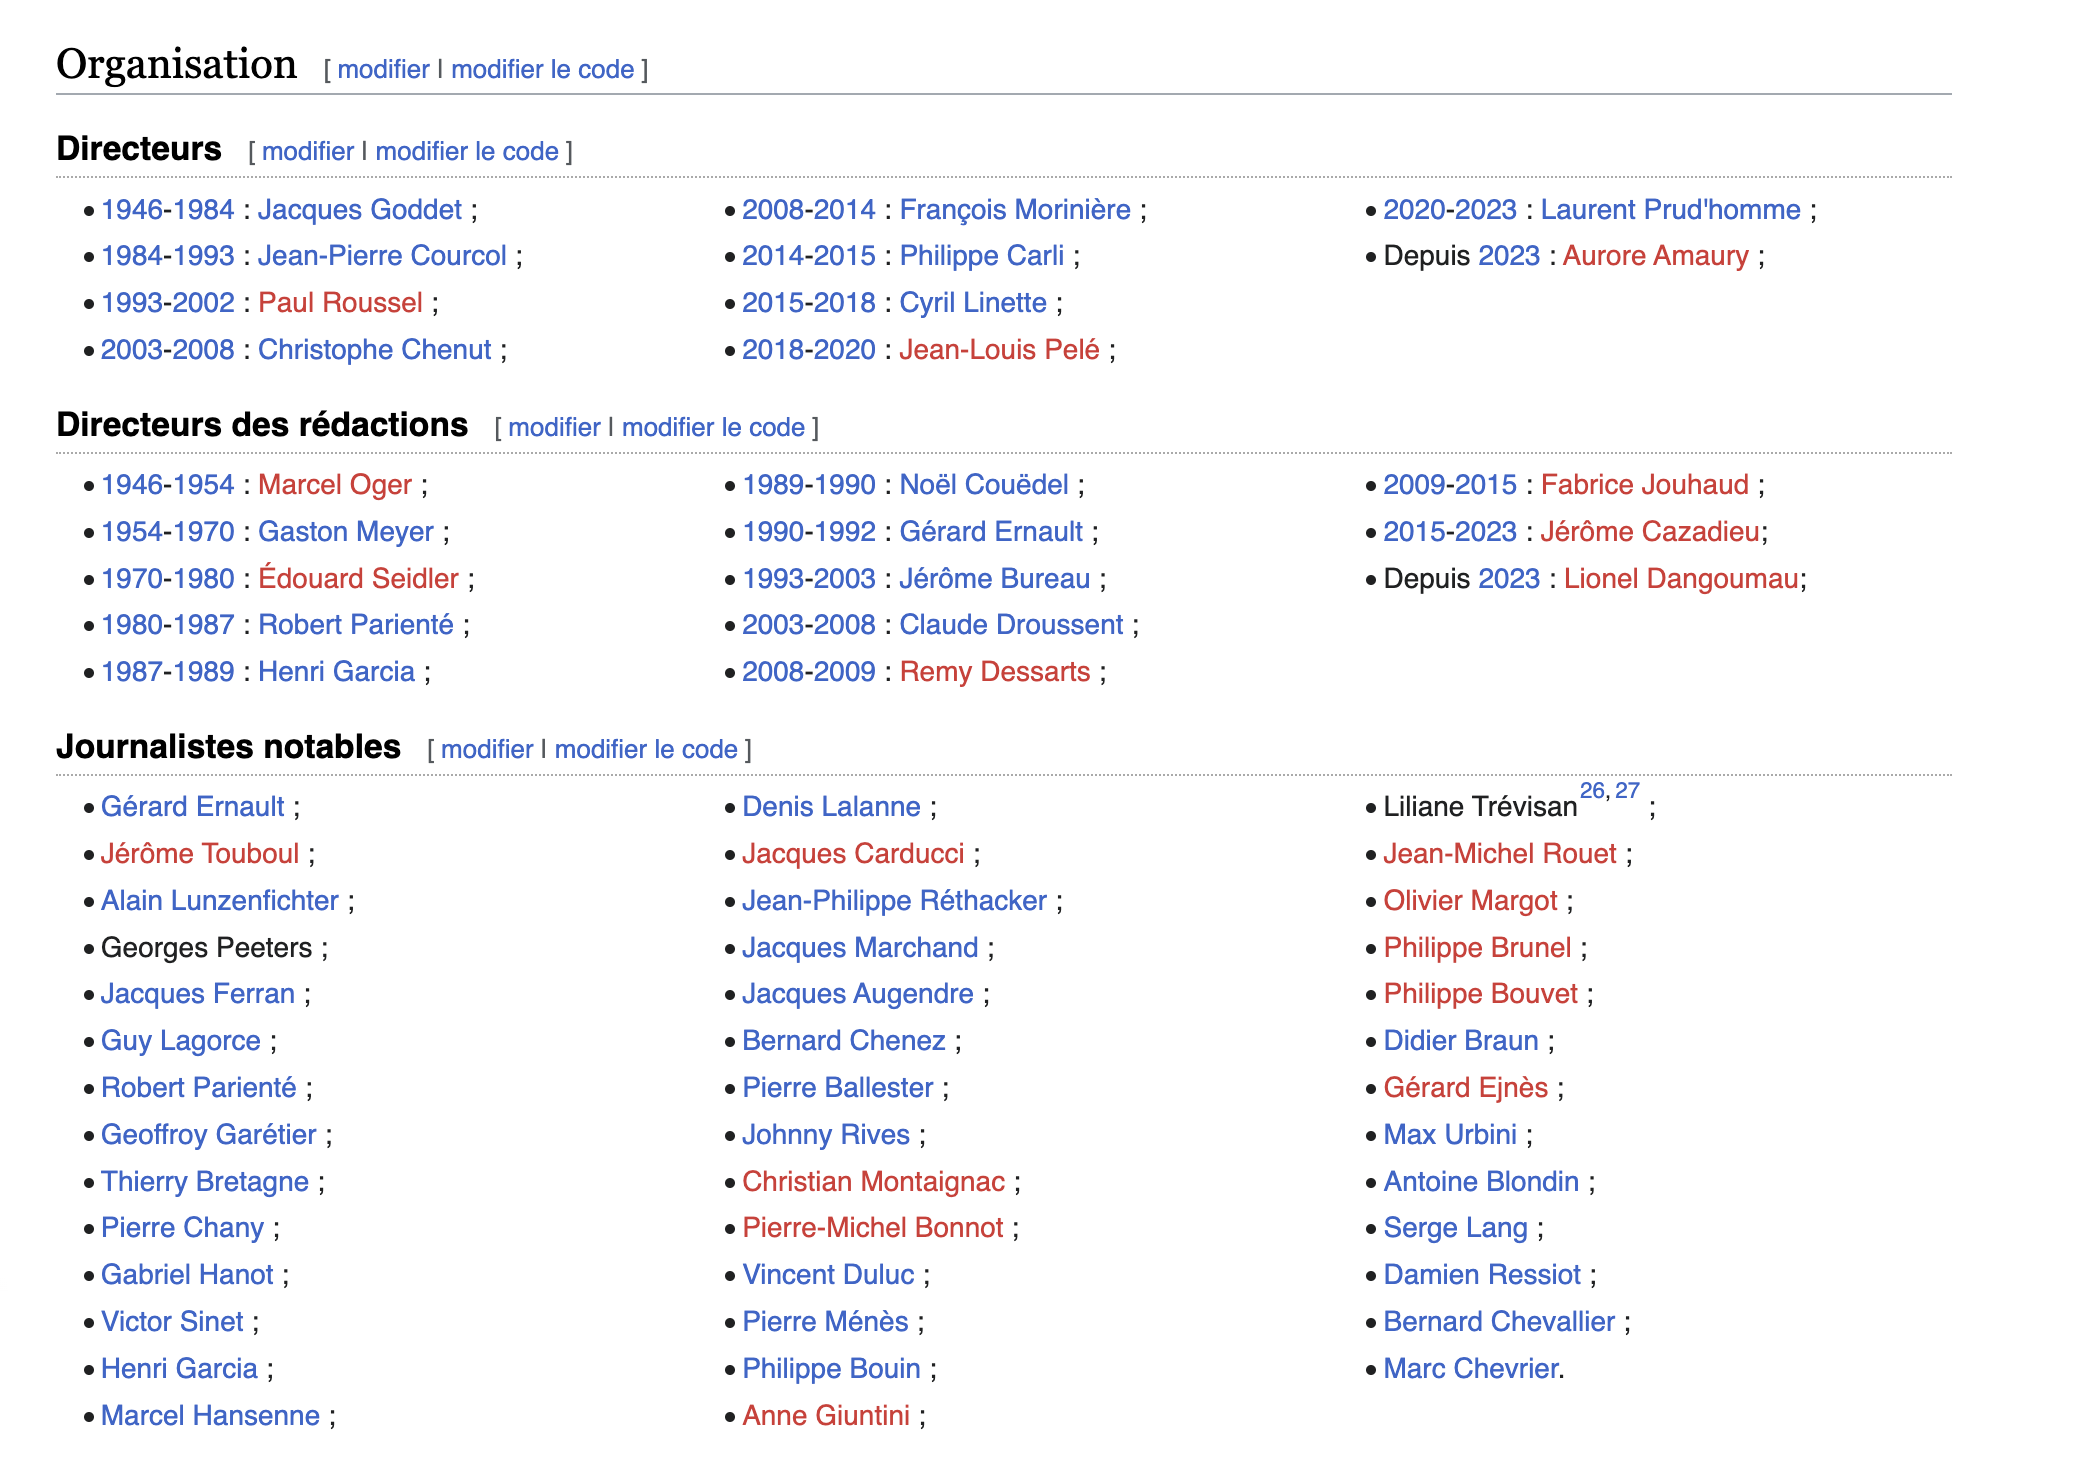 Organisation [ modifier | modifier le code ]
Directeurs [ modifier | modifier le code ]
• 1946-1984 : Jacques Goddet ;
• 1984-1993 : Jean-Pierre Courcol ;
• 1993-2002 : Paul Roussel ;
• 2003-2008 : Christophe Chenut ;
• 2008-2014 : François Morinière ;
• 2014-2015 : Philippe Carli ;
• 2015-2018 : Cyril Linette ;
• 2018-2020 : Jean-Louis Pelé ;
• 2020-2023 : Laurent Prud'homme ;
• Depuis 2023 : Aurore Amaury ;
Directeurs des rédactions [ modifier | modifier le code ]
• 1946-1954 : Marcel Oger ;
• 1954-1970 : Gaston Meyer ;
• 1970-1980 : Édouard Seidler ;
• 1980-1987 : Robert Parienté ;
• 1987-1989 : Henri Garcia ;
• 1989-1990 : Noël Couëdel ;
• 1990-1992 : Gérard Ernault ;
• 1993-2003 : Jérôme Bureau ;
• 2003-2008 : Claude Droussent ;
• 2008-2009 : Remy Dessarts ;
• 2009-2015 : Fabrice Jouhaud ;
• 2015-2023 : Jérôme Cazadieu;
• Depuis 2023 : Lionel Dangoumau;
Journalistes notables [ modifier | modifier le code ]
• Gérard Ernault ;
• Jérôme Touboul ;
• Alain Lunzenfichter ;
• Georges Peeters ;
• Jacques Ferran ;
• Guy Lagorce ;
• Robert Parienté ;
• Geoffroy Garétier ;
• Thierry Bretagne ;
• Pierre Chany ;
• Gabriel Hanot ;
• Victor Sinet ;
• Henri Garcia ;
• Marcel Hansenne ;
• Denis Lalanne ;
• Jacques Carducci ;
• Jean-Philippe Réthacker ;
• Jacques Marchand ;
• Jacques Augendre ;
• Bernard Chenez ;
• Pierre Ballester ;
• Johnny Rives ;
• Christian Montaignac ;
• Pierre-Michel Bonnot ;
• Vincent Duluc ;
• Pierre Ménès ;
• Philippe Bouin ;
• Anne Giuntini ;
• Liliane Trévisan26, 27 ;
• Jean-Michel Rouet ;
• Olivier Margot ;
• Philippe Brunel ;
• Philippe Bouvet ;
• Didier Braun ;
• Gérard Ejnès ;
• Max Urbini ;
• Antoine Blondin ;
• Serge Lang ;
• Damien Ressiot ;
• Bernard Chevallier ;
• Marc Chevrier.